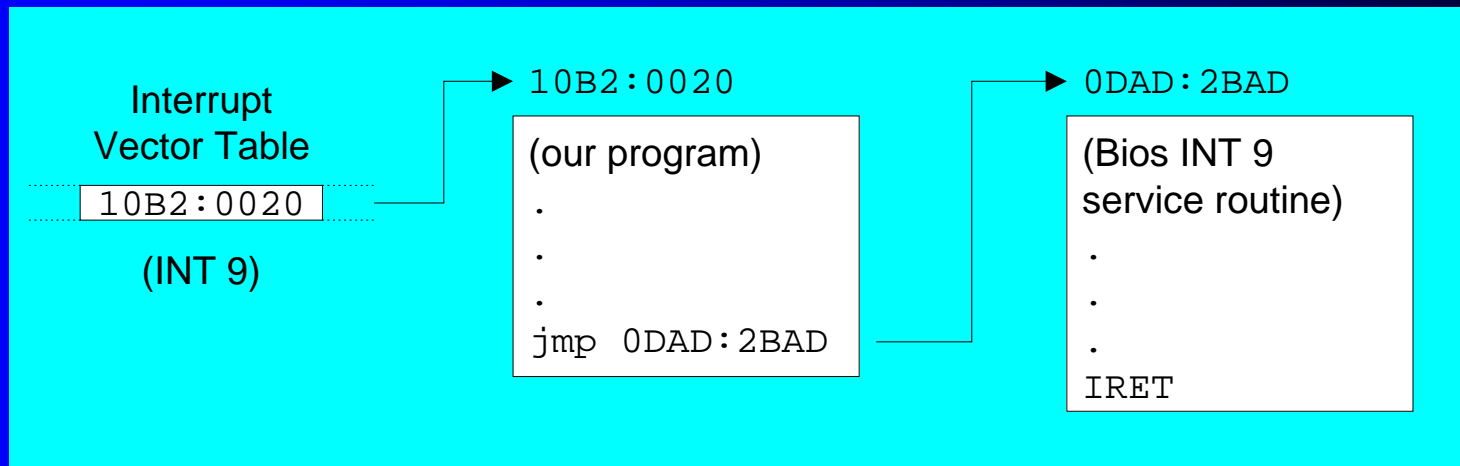 Interrupt
Vector Table
10B2:0020
(INT 9)
10B2:0020
(our program)
.
.
.
jmp 0DAD:2BAD
0DAD:2BAD
(Bios INT 9
service routine)
.
.
.
IRET